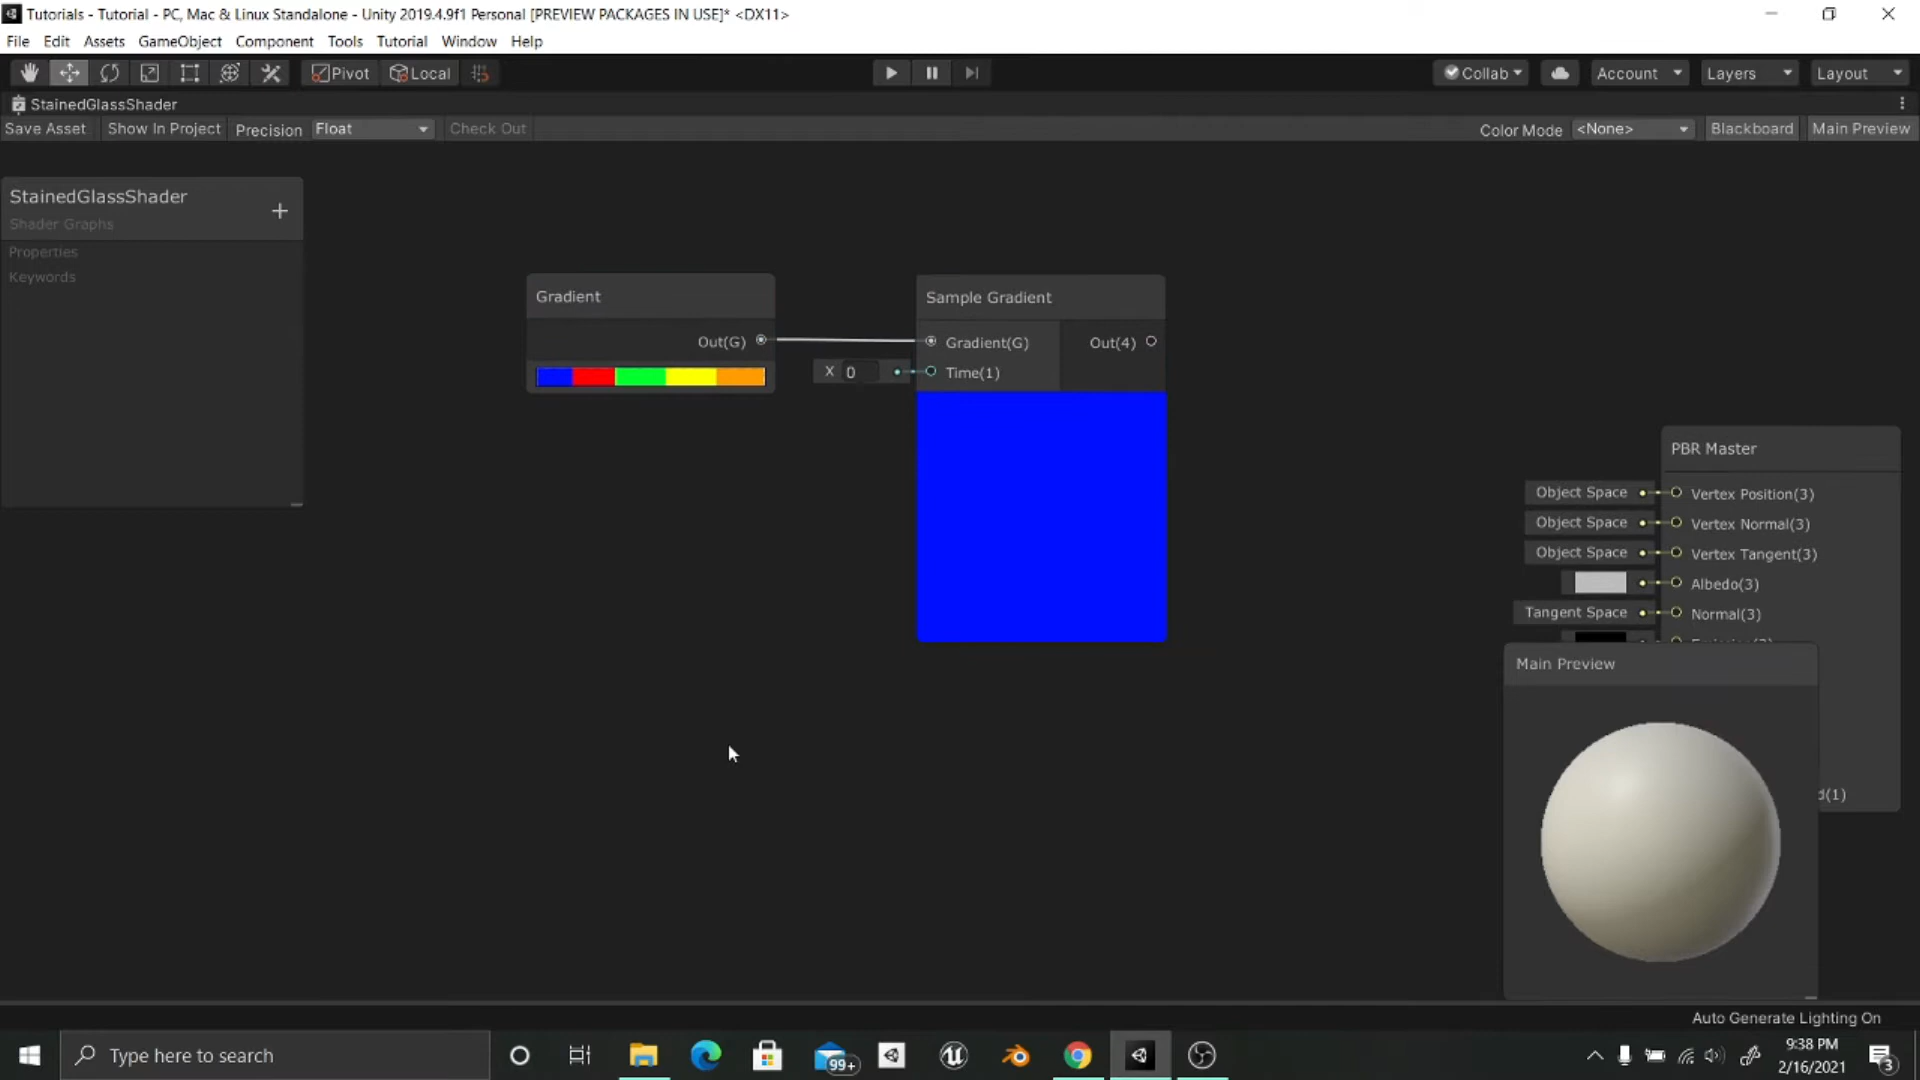 Tutorials - Tutorial - PC, Mac & Linux Standalone - Unity 2019.4.9f1 Personal [PREVIEW PACKAGES IN USE]* <DX11>
File Edit Assets GameObject Component Tools Tutorial Window Help
Pivot Local Collab Account Layers Layout
StainedGlassShader
Save Asset Show In Project Precision Float Check Out Color Mode <None> Blackboard Main Preview
StainedGlassShader
Shader Graphs
Properties
Keywords
Gradient
Out(G)
Sample Gradient
Gradient(G) Out(4)
X 0 Time(1)
PBR Master
Object Space Vertex Position(3)
Object Space Vertex Normal(3)
Object Space Vertex Tangent(3)
Albedo(3)
Tangent Space Normal(3)
Main Preview
d(1)
Auto Generate Lighting On
Type here to search
99+
9:38 PM
2/16/2021
3